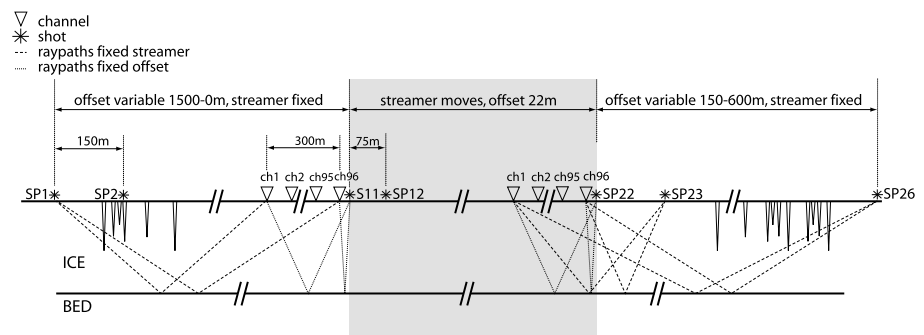 channel
shot
raypaths fixed streamer
raypaths fixed offset
offset variable 1500-0m, streamer fixed
streamer moves, offset 22m
offset variable 150-600m, streamer fixed
150m
300m
75m
ch1
ch2
ch95
ch96
ch1
ch2
ch95
ch96
SP1
SP2
S11
SP12
SP22
SP23
SP26
ICE
BED